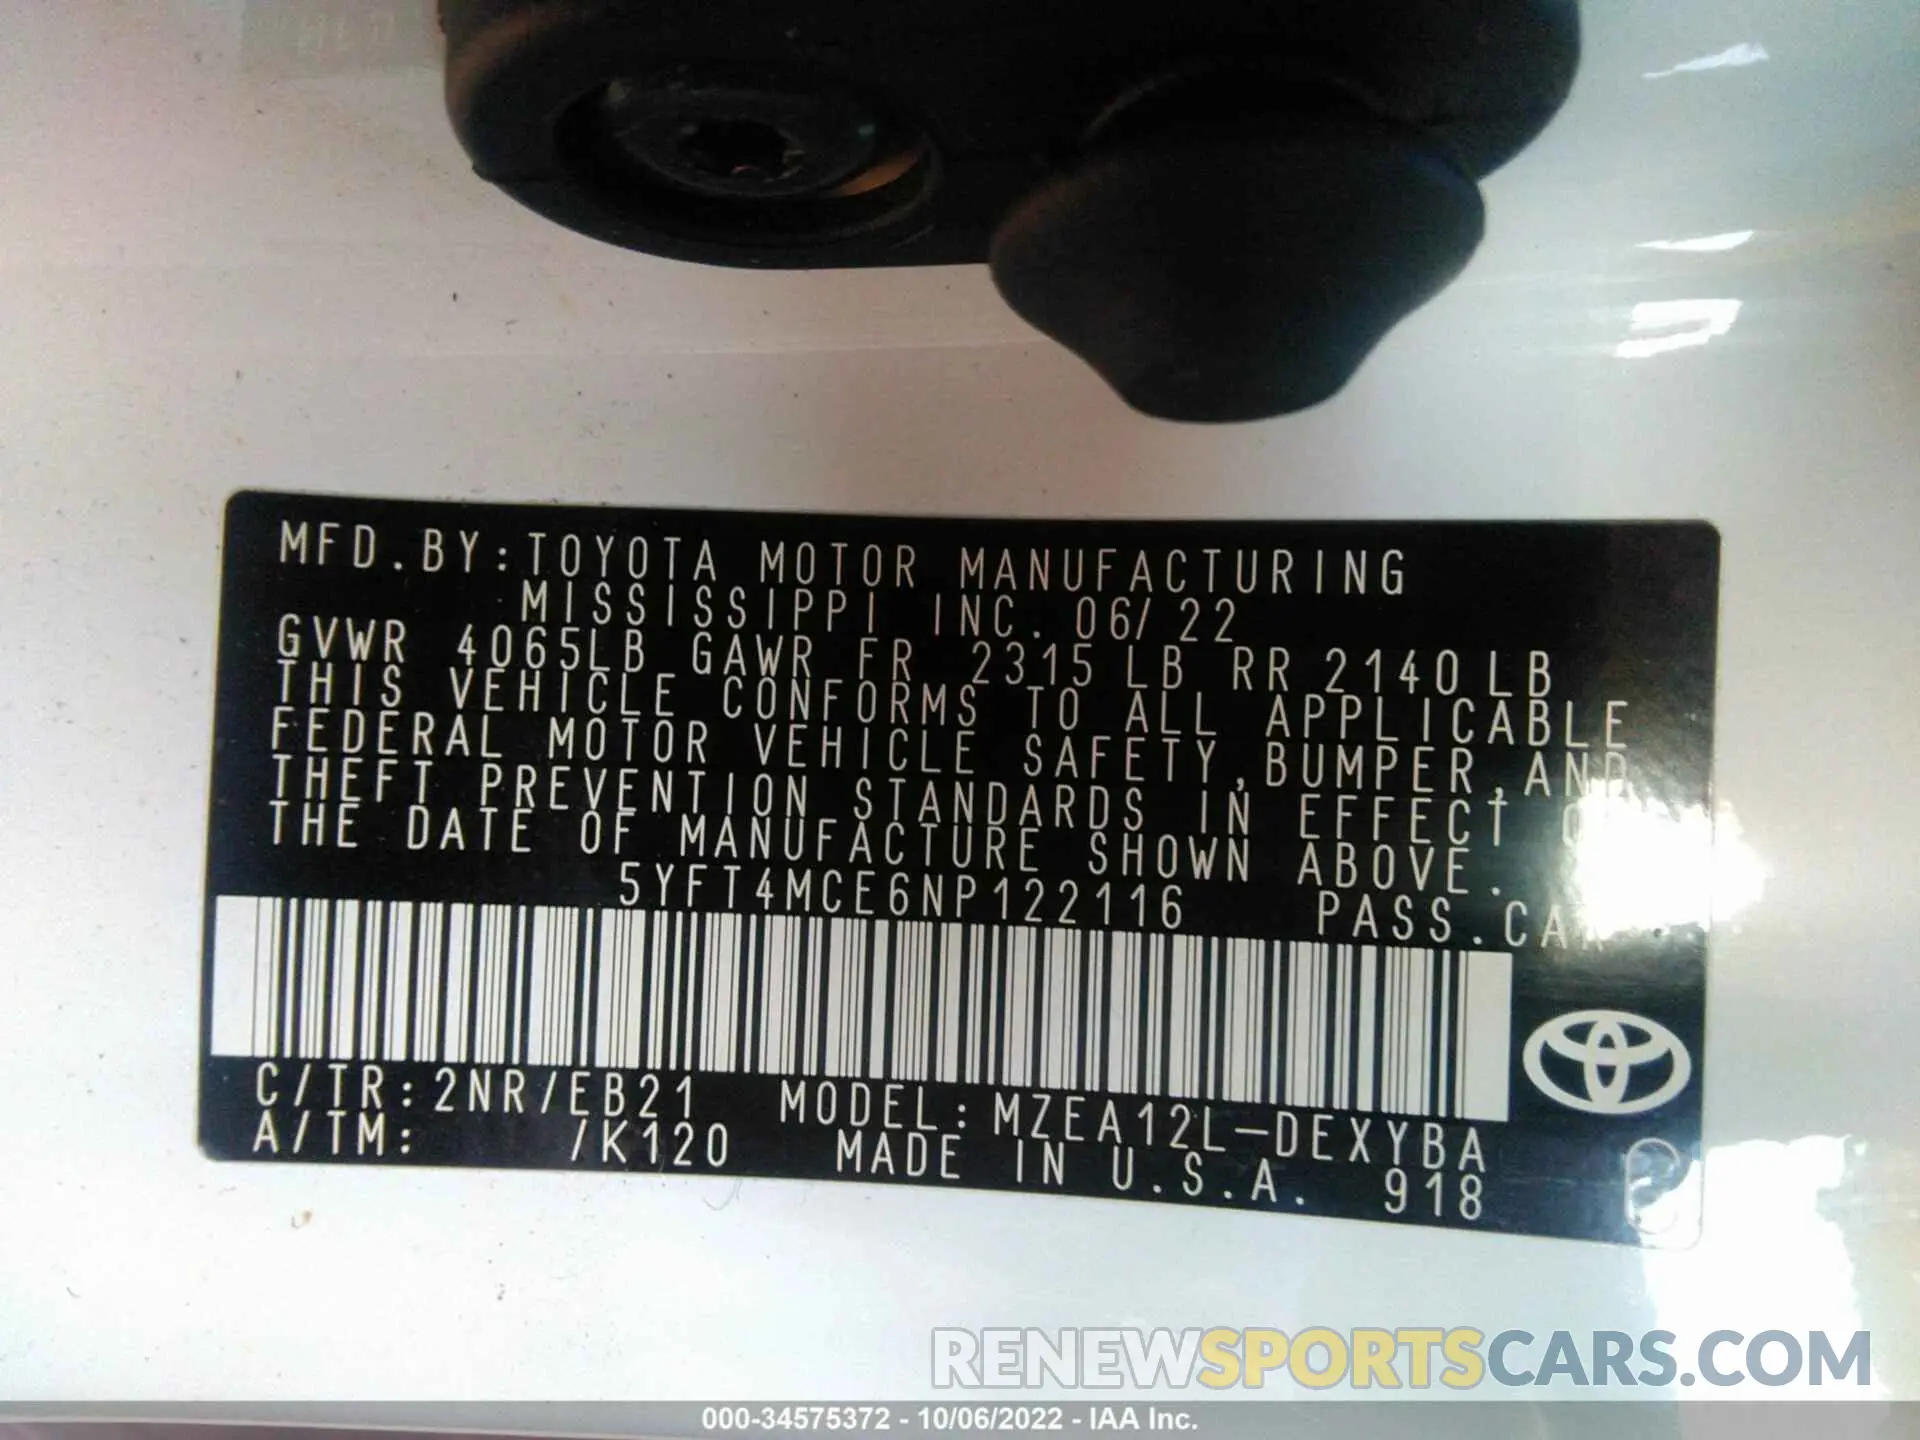 MFD.BY:TOYOTA MOTOR MANUFACTURING
MISSISSIPPI INC. 06/22
GVWR 4065LB GAWR FR 2315LB RR 2140LB
THIS VEHICLE CONFORMS TO ALL APPLICABLE
FEDERAL MOTOR VEHICLE SAFETY,BUMPER,AND
THEFT PREVENTION STANDARDS IN EFFECT
THE DATE OF MANUFACTURE SHOWN ABOVE.
5YFT4MCE6NP122116 PASS.CAR
C/TR:2NR/EB21 MODEL:MZEA12L-DEXYBA
A/TM: /K120 MADE IN U.S.A. 918
RENEWSPORTSCARS.COM
000-34575372 - 10/06/2022 - IAA Inc.